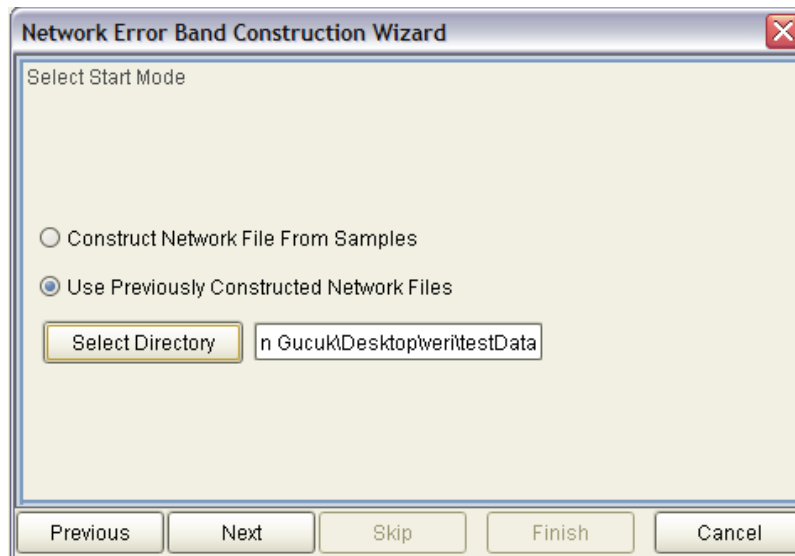 Network Error Band Construction Wizard
Select Start Mode
Construct Network File From Samples
Use Previously Constructed Network Files
Select Directory n Gucuk\Desktop\veri\testData
Previous Next Skip Finish Cancel